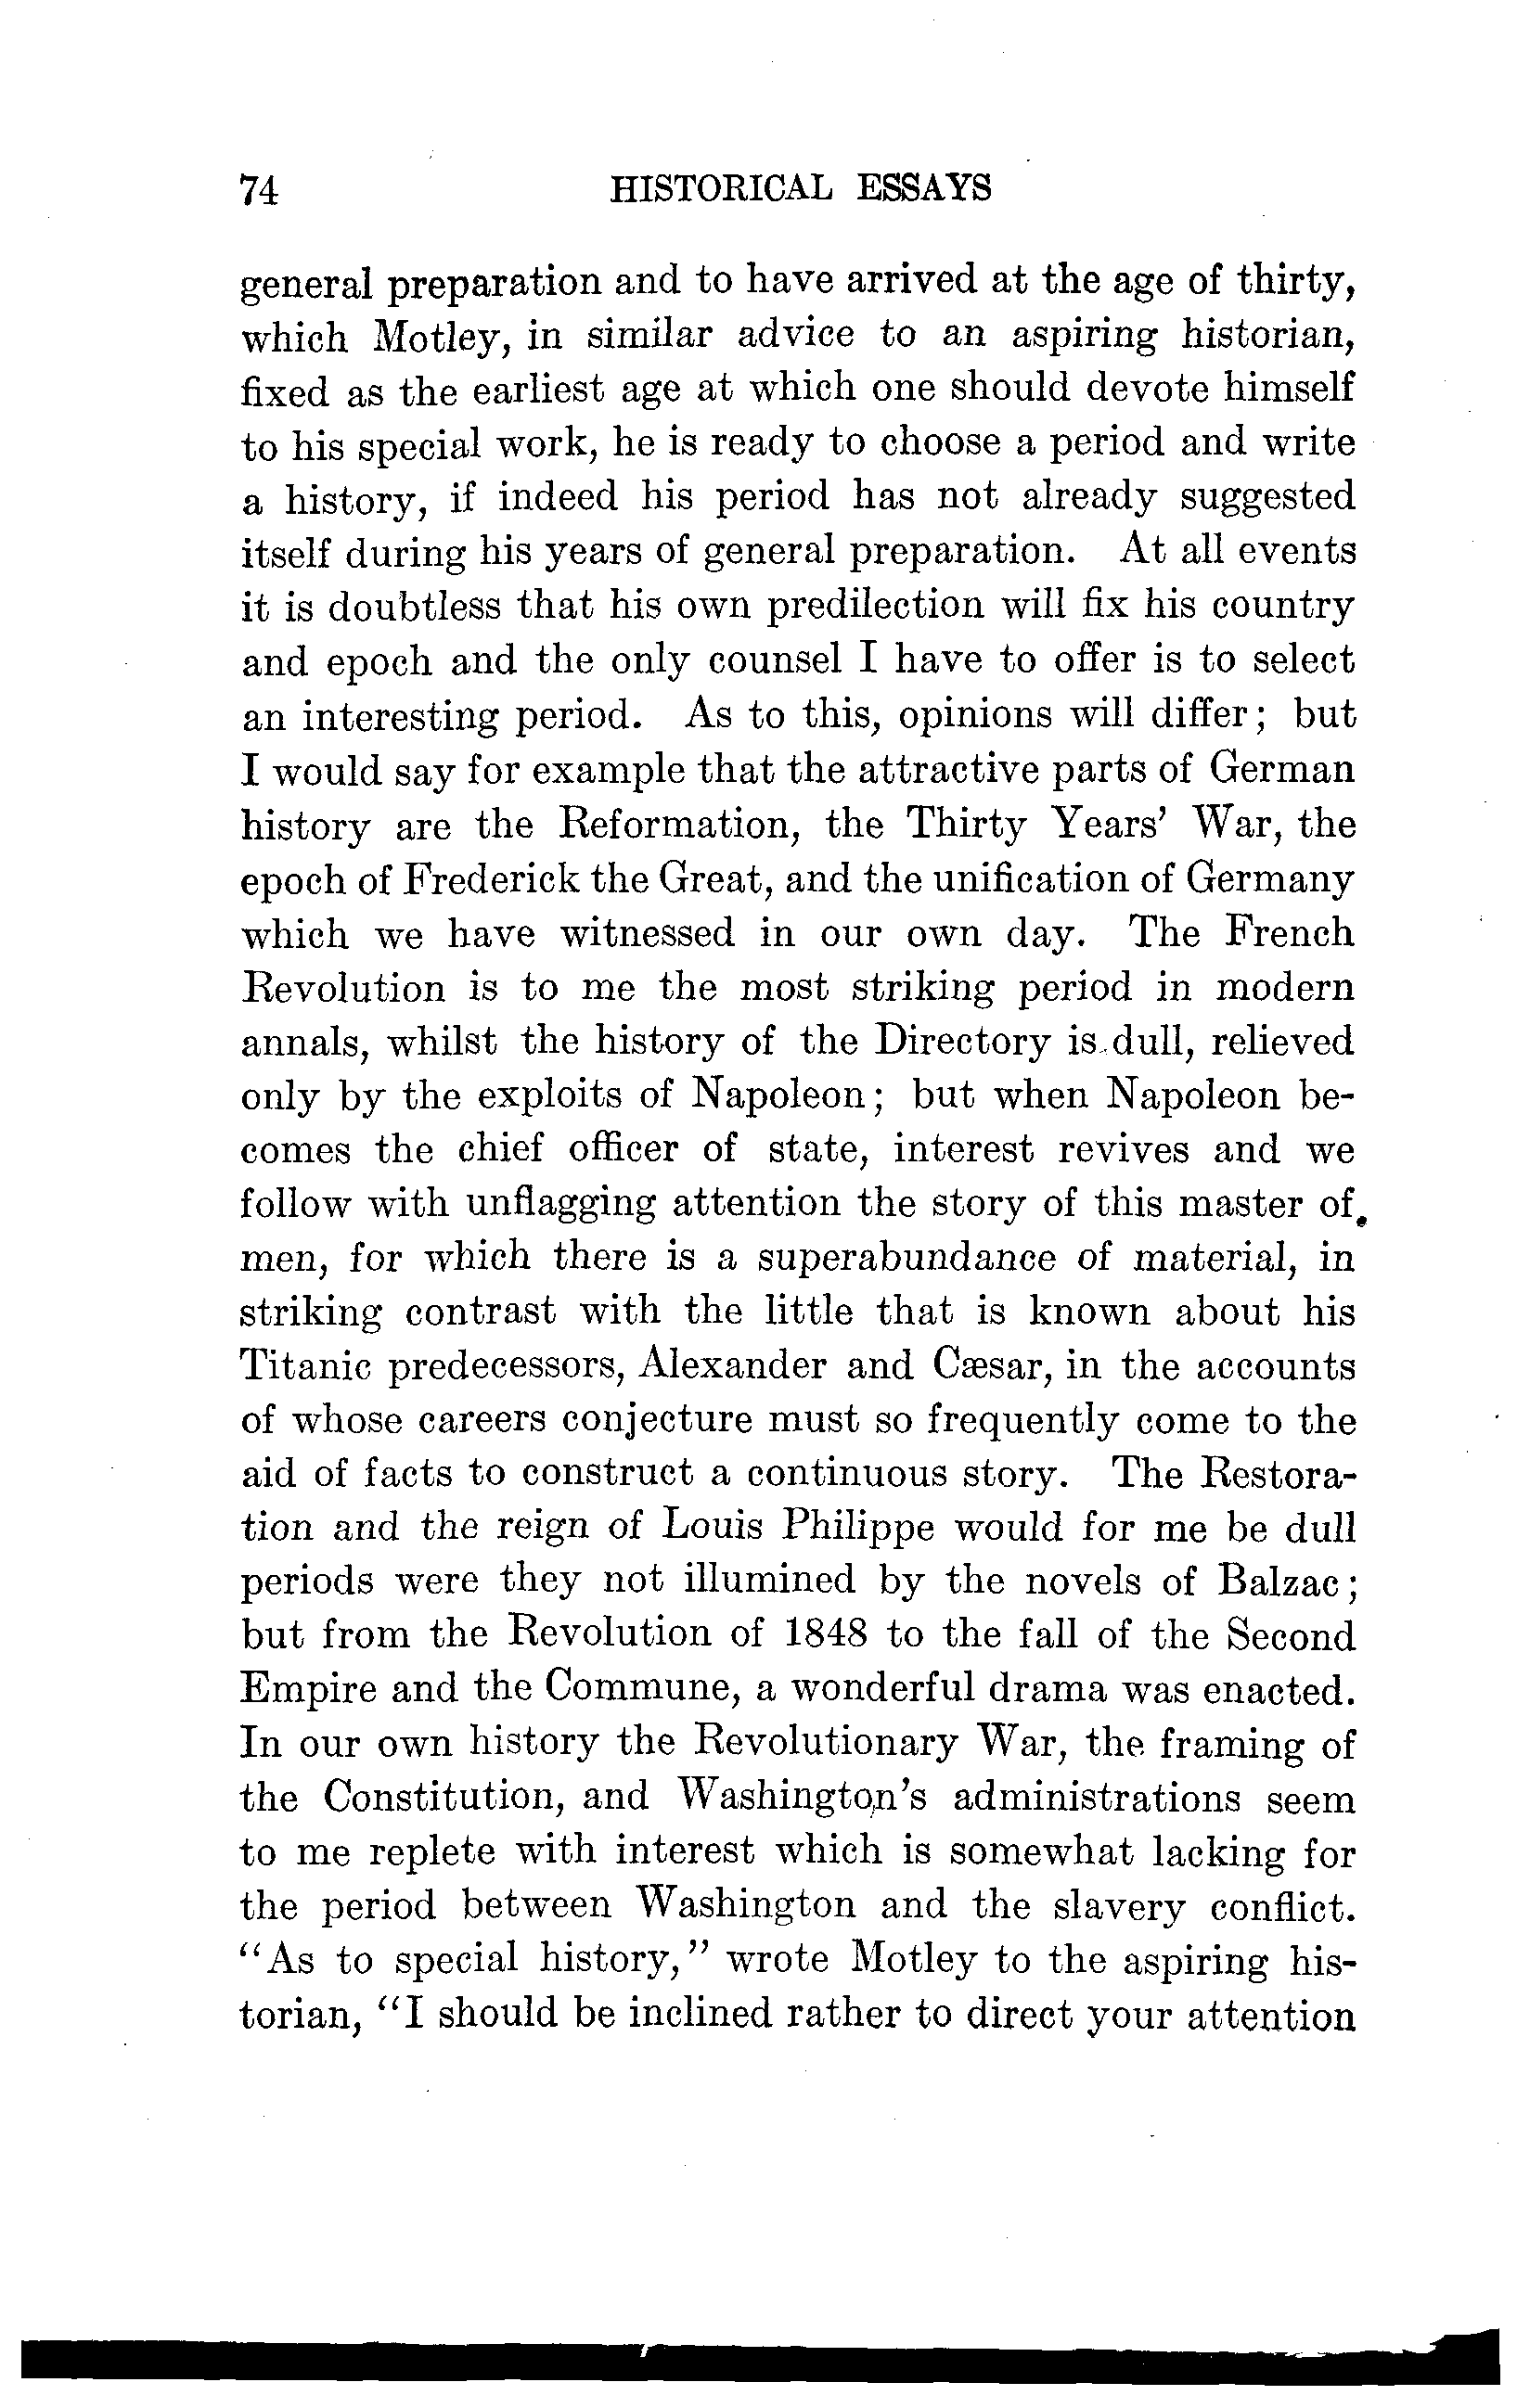 74 HISTORICAL ESSAYS
general preparation and to have arrived at the age of thirty,
which Motley, in similar advice to an aspiring historian,
fixed as the earliest age at which one should devote himself
to his special work, he is ready to choose a period and write
a history, if indeed his period has not already suggested
itself during his years of general preparation. At all events
it is doubtless that his own predilection will fix his country
and epoch and the only counsel I have to offer is to select
an interesting period. As to this, opinions will differ; but
I would say for example that the attractive parts of German
history are the Reformation, the Thirty Years' War, the
epoch of Frederick the Great, and the unification of Germany
which we have witnessed in our own day. The French
Revolution is to me the most striking period in modern
annals, whilst the history of the Directory is dull, relieved
only by the exploits of Napoleon; but when Napoleon be-
comes the chief officer of state, interest revives and we
follow with unflagging attention the story of this master of
men, for which there is a superabundance of material, in
striking contrast with the little that is known about his
Titanic predecessors, Alexander and Cæsar, in the accounts
of whose careers conjecture must so frequently come to the
aid of facts to construct a continuous story. The Restora-
tion and the reign of Louis Philippe would for me be dull
periods were they not illumined by the novels of Balzac;
but from the Revolution of 1848 to the fall of the Second
Empire and the Commune, a wonderful drama was enacted.
In our own history the Revolutionary War, the framing of
the Constitution, and Washington's administrations seem
to me replete with interest which is somewhat lacking for
the period between Washington and the slavery conflict.
"As to special history," wrote Motley to the aspiring his-
torian, "I should be inclined rather to direct your attention